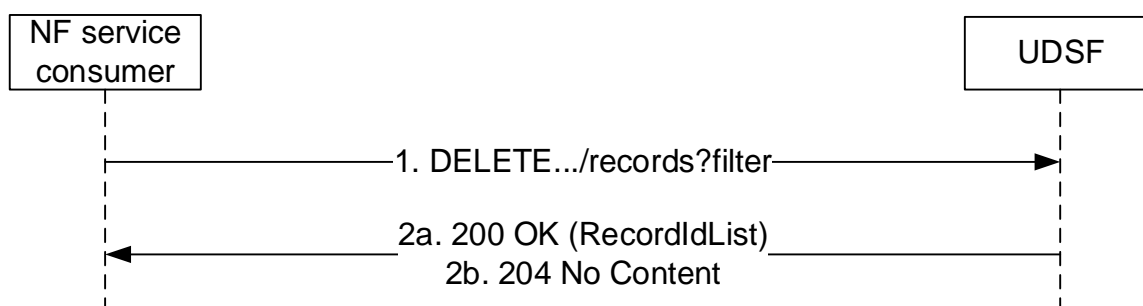 NF service
consumer
UDSF
1. DELETE.../records?filter
2a. 200 OK (RecordIdList)
2b. 204 No Content